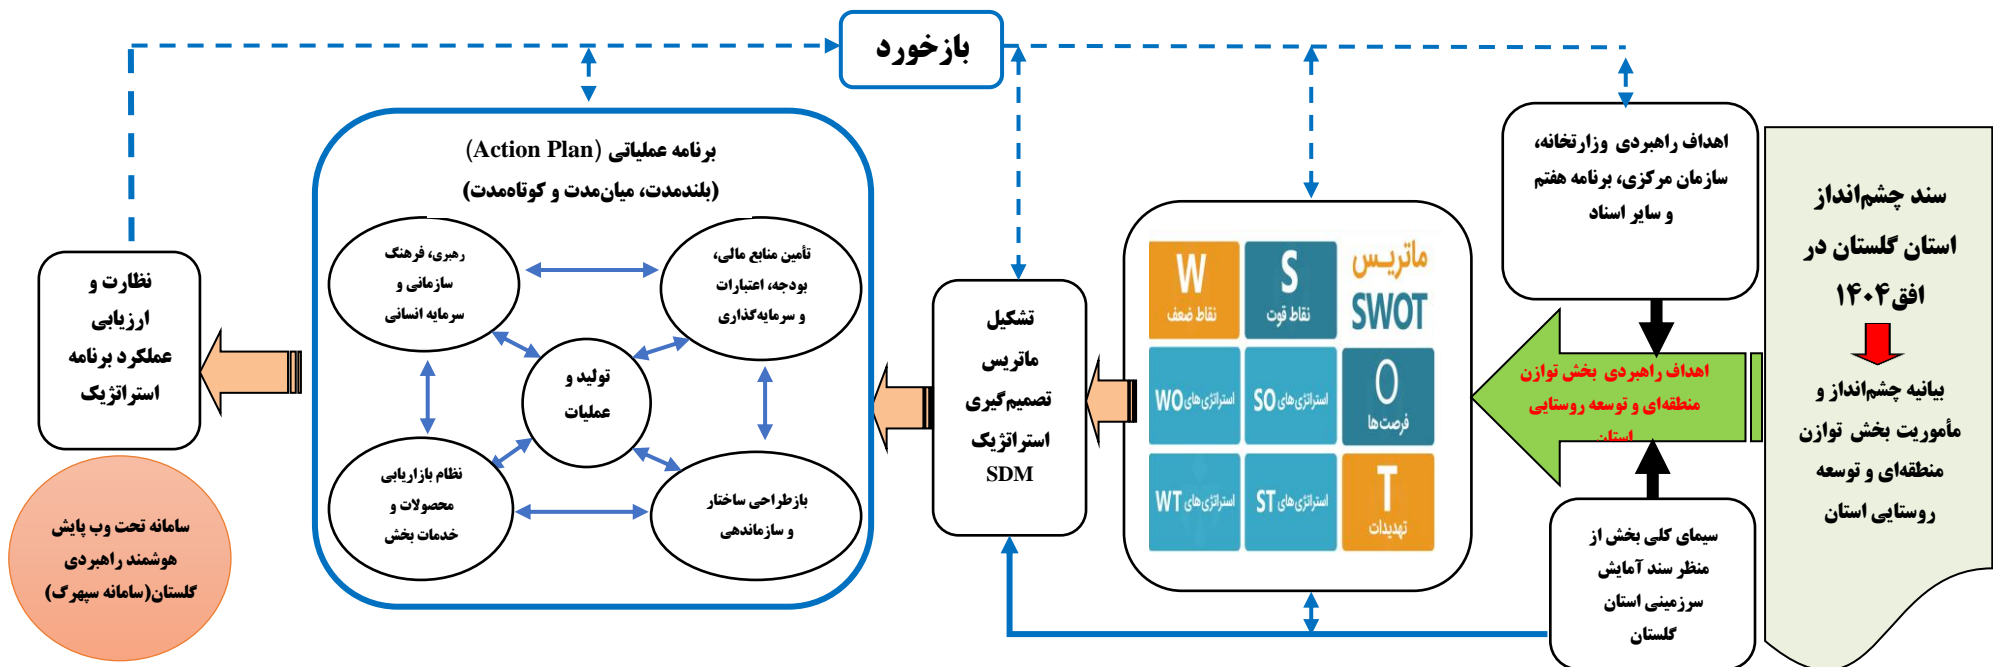 بازخورد
سند چشم‌انداز
استان گلستان در
افق۱۴۰۴
بیانیه چشم‌انداز و
مأموریت بخش توازن
منطقه‌ای و توسعه
روستایی استان
اهداف راهبردی وزارتخانه،
سازمان مرکزی، برنامه هفتم
و سایر اسناد
اهداف راهبردی بخش توازن
منطقه‌ای و توسعه روستایی
استان
سیمای کلی بخش از
منظر سند آمایش
سرزمینی استان
گلستان
ماتریس
SWOT
S
نقاط قوت
W
نقاط ضعف
O
فرصت‌ها
استراتژی‌های SO
استراتژی‌های WO
T
تهدیدات
استراتژی‌های ST
استراتژی‌های WT
تشکیل
ماتریس
تصمیم‌گیری
استراتژیک
SDM
برنامه عملیاتی (Action Plan)
(بلندمدت، میان‌مدت و کوتاه‌مدت)
تأمین منابع مالی،
بودجه، اعتبارات
و سرمایه‌گذاری
رهبری، فرهنگ
سازمانی و
سرمایه انسانی
تولید و
عملیات
بازطراحی ساختار
و سازماندهی
نظام بازاریابی
محصولات و
خدمات بخش
نظارت و
ارزیابی
عملکرد برنامه
استراتژیک
سامانه تحت وب پایش
هوشمند راهبردی
گلستان(سامانه سپهرگ)